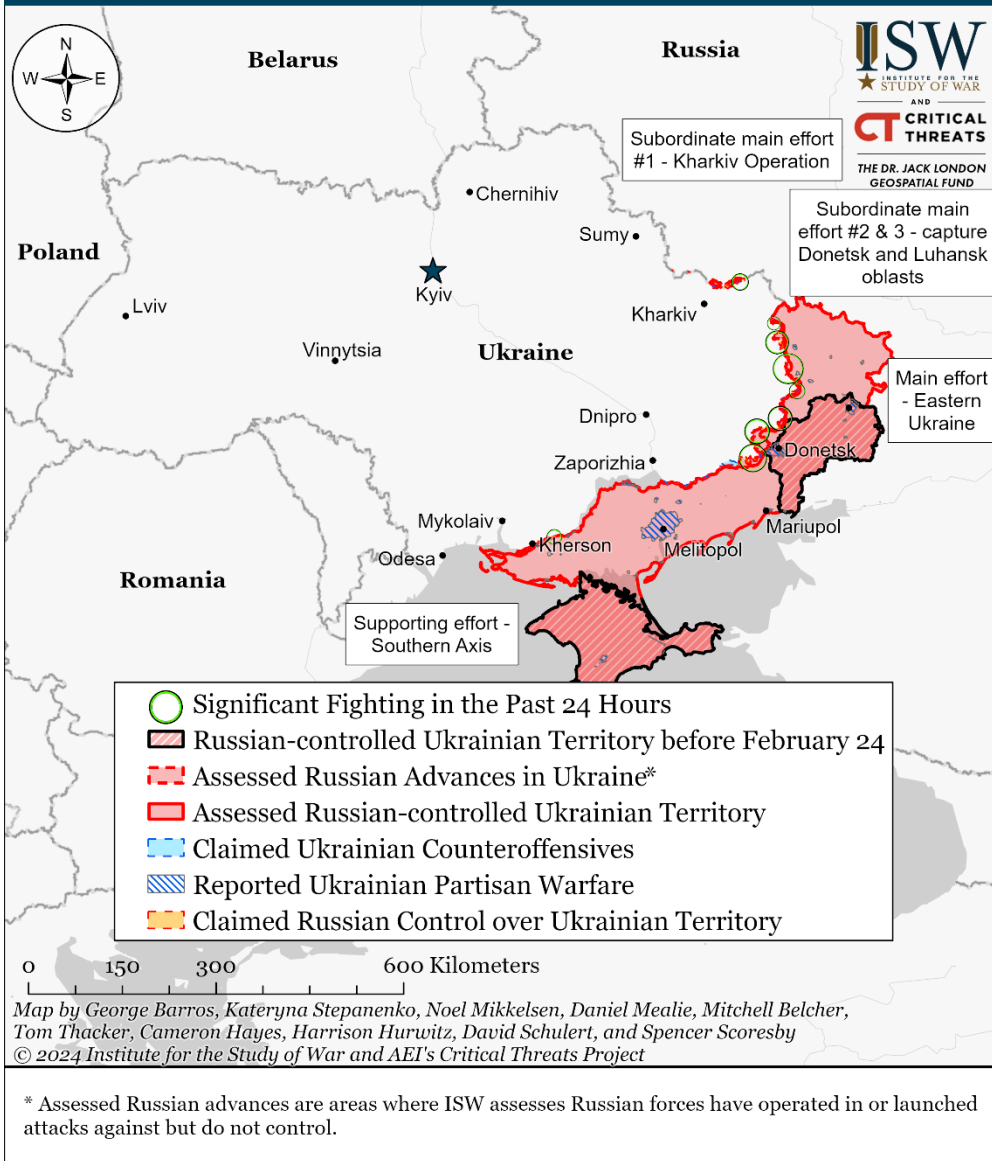 N
W
E
S
Belarus
Russia
ISW
INSTITUTE FOR THE
STUDY OF WAR
AND
CT CRITICAL
THREATS
THE DR. JACK LONDON
GEOSPATIAL FUND
Subordinate main effort
#1 - Kharkiv Operation
Subordinate main
effort #2 & 3 - capture
Donetsk and Luhansk
oblasts
Chernihiv
Sumy
Poland
Kyiv
Lviv
Kharkiv
Vinnytsia
Ukraine
Main effort
- Eastern
Ukraine
Dnipro
Donetsk
Zaporizhia
Mykolaiv
Mariupol
Kherson
Melitopol
Odesa
Romania
Supporting effort -
Southern Axis
Significant Fighting in the Past 24 Hours
Russian-controlled Ukrainian Territory before February 24
Assessed Russian Advances in Ukraine*
Assessed Russian-controlled Ukrainian Territory
Claimed Ukrainian Counteroffensives
Reported Ukrainian Partisan Warfare
Claimed Russian Control over Ukrainian Territory
0 150 300 600 Kilometers
Map by George Barros, Kateryna Stepanenko, Noel Mikkelsen, Daniel Mealie, Mitchell Belcher,
Tom Thacker, Cameron Hayes, Harrison Hurwitz, David Schulert, and Spencer Scoresby
© 2024 Institute for the Study of War and AEI's Critical Threats Project
* Assessed Russian advances are areas where ISW assesses Russian forces have operated in or launched
attacks against but do not control.